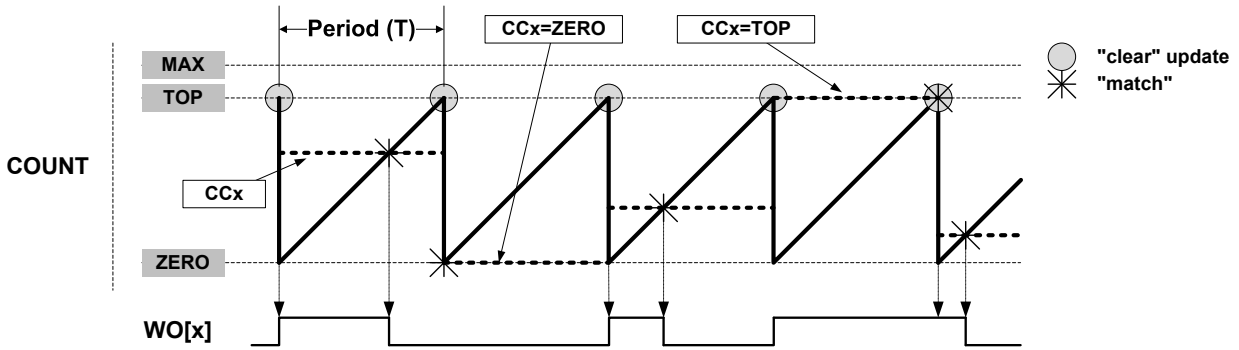 Period (T)
CCx=ZERO
CCx=TOP
"clear" update
"match"
MAX
TOP
COUNT
CCx
ZERO
WO[x]